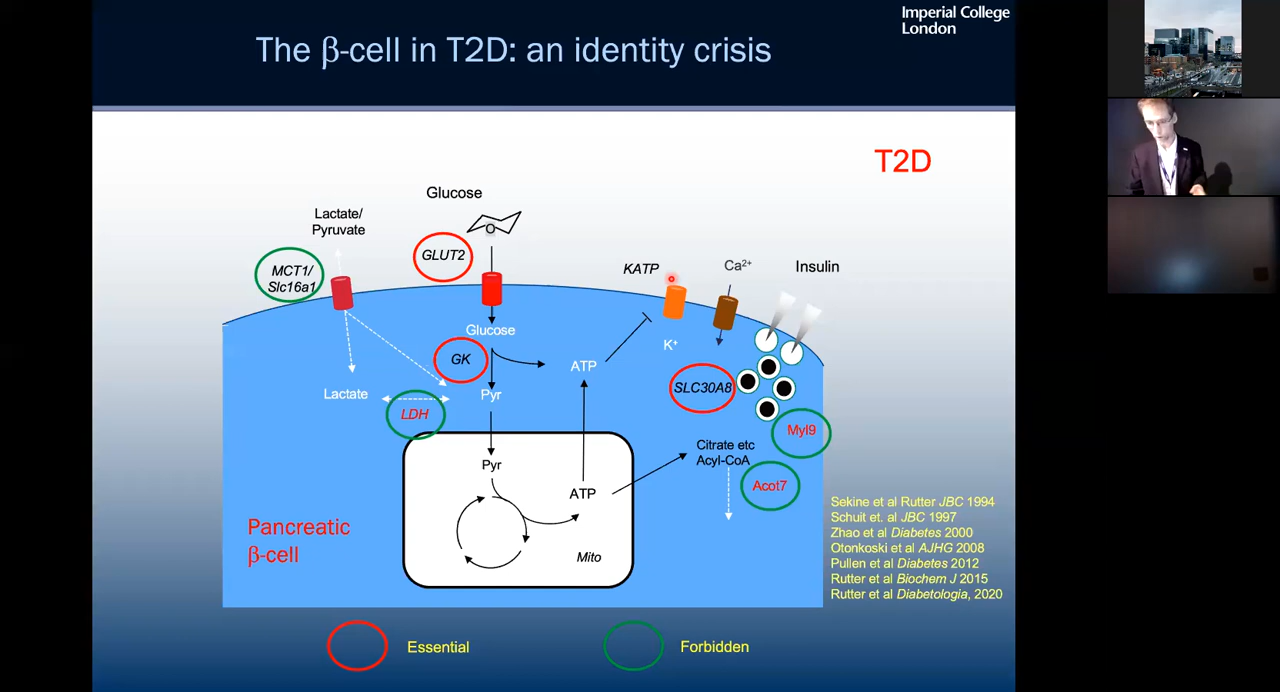 Imperial College
London
The β-cell in T2D: an identity crisis
T2D
Glucose
Lactate/
Pyruvate
GLUT2
MCT1/
Slc16a1
KATP
Ca²⁺
Insulin
O
Glucose
GK
ATP
K⁺
SLC30A8
Lactate
LDH
Pyr
Myl9
Citrate etc
Acyl-CoA
Acot7
Pyr
ATP
Mito
Pancreatic
β-cell
Sekine et al Rutter JBC 1994
Schuit et. al JBC 1997
Zhao et al Diabetes 2000
Otonkoski et al AJHG 2008
Pullen et al Diabetes 2012
Rutter et al Biochem J 2015
Rutter et al Diabetologia, 2020
Essential
Forbidden